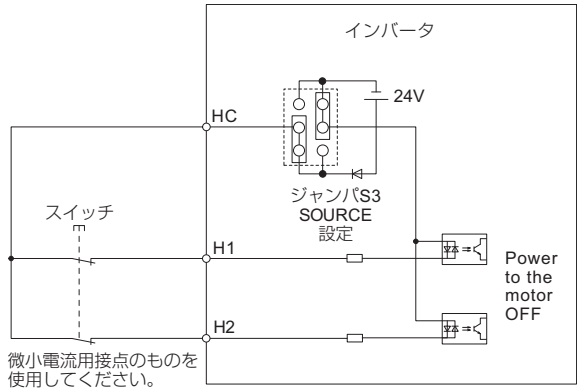 インバータ
24V
HC
ジャンパS3
SOURCE
設定
スイッチ
H1
Power
to the
motor
OFF
H2
微小電流用接点のものを
使用してください。